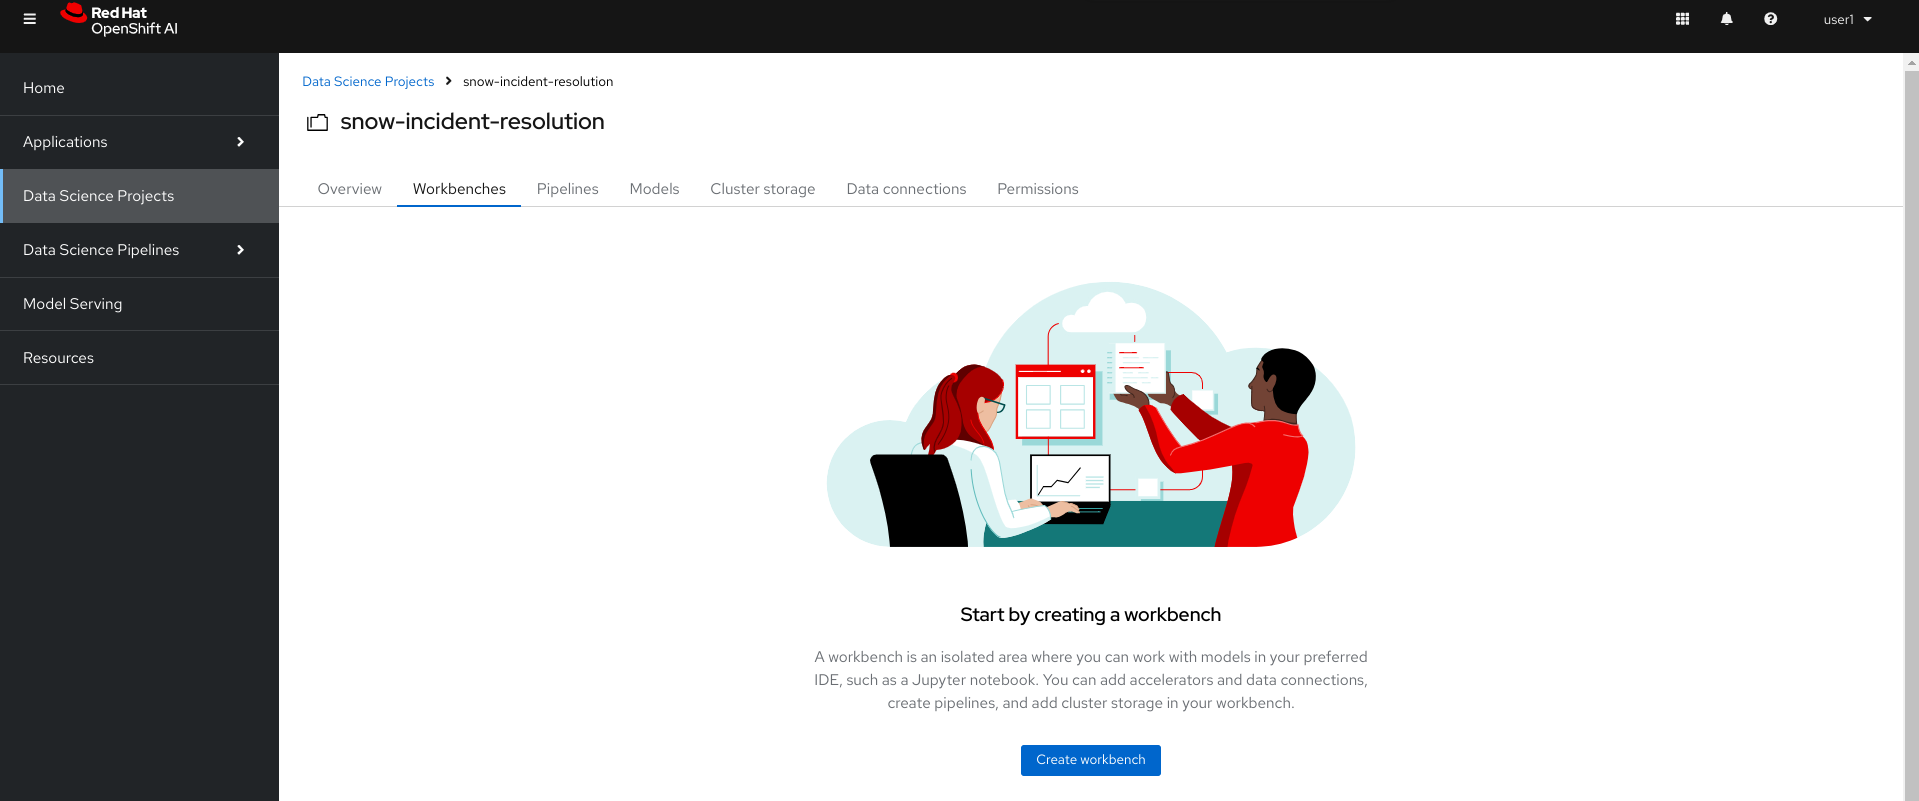 Red Hat
OpenShift AI
user1
Home
Applications
Data Science Projects
Data Science Pipelines
Model Serving
Resources
Data Science Projects snow-incident-resolution
snow-incident-resolution
Overview Workbenches Pipelines Models Cluster storage Data connections Permissions
Start by creating a workbench
A workbench is an isolated area where you can work with models in your preferred
IDE, such as a Jupyter notebook. You can add accelerators and data connections,
create pipelines, and add cluster storage in your workbench.
Create workbench